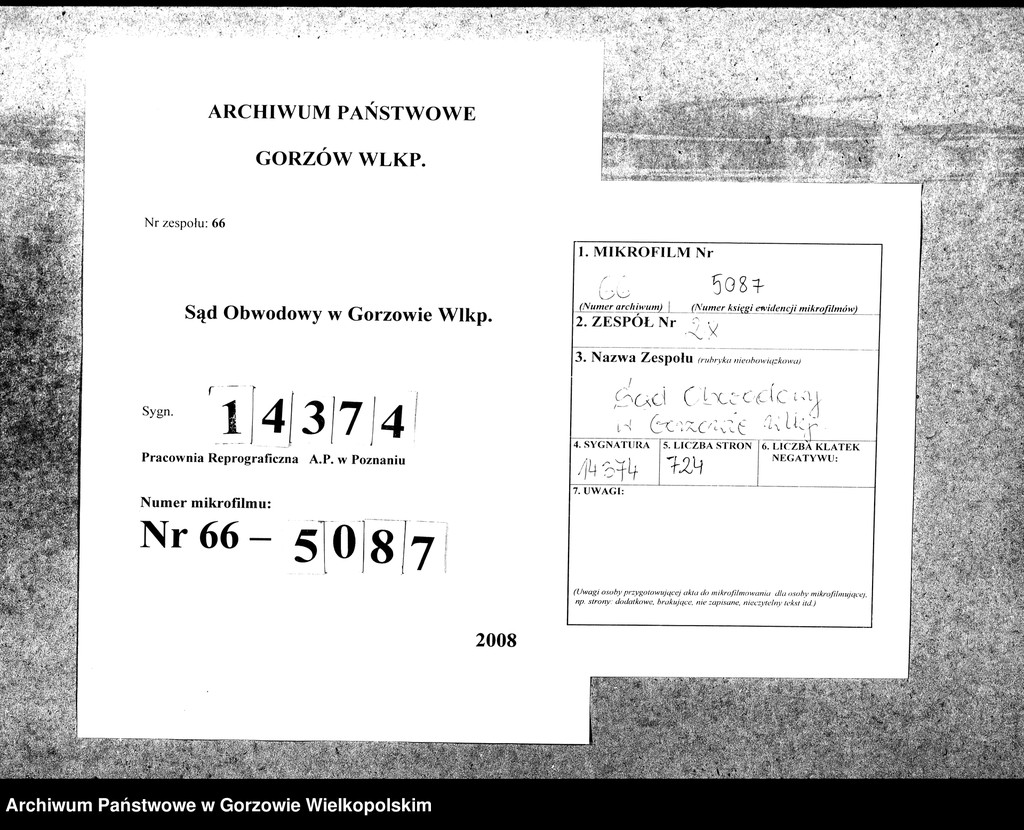 ARCHIWUM PAŃSTWOWE
GORZÓW WLKP.
Nr zespołu: 66
Sąd Obwodowy w Gorzowie Wlkp.
Sygn. 14374
Pracownia Reprograficzna A.P. w Poznaniu
Numer mikrofilmu:
Nr 66 – 5087
2008
1. MIKROFILM Nr
66 5087
(Numer archiwum) (Numer księgi ewidencji mikrofilmów)
2. ZESPÓŁ Nr
3. Nazwa Zespołu (rubryka nieobowiązkowa)
Sąd Obwodowy
w Gorzowie Wlkp.
4. SYGNATURA 5. LICZBA STRON 6. LICZBA KLATEK
NEGATYWU:
14374 724
7. UWAGI:
(Uwagi osoby przygotowującej akta do mikrofilmowania dla osoby mikrofilmującej,
np. strony: dodatkowe, brakujące, nie zapisane, nieczytelny tekst itd.)
Archiwum Państwowe w Gorzowie Wielkopolskim